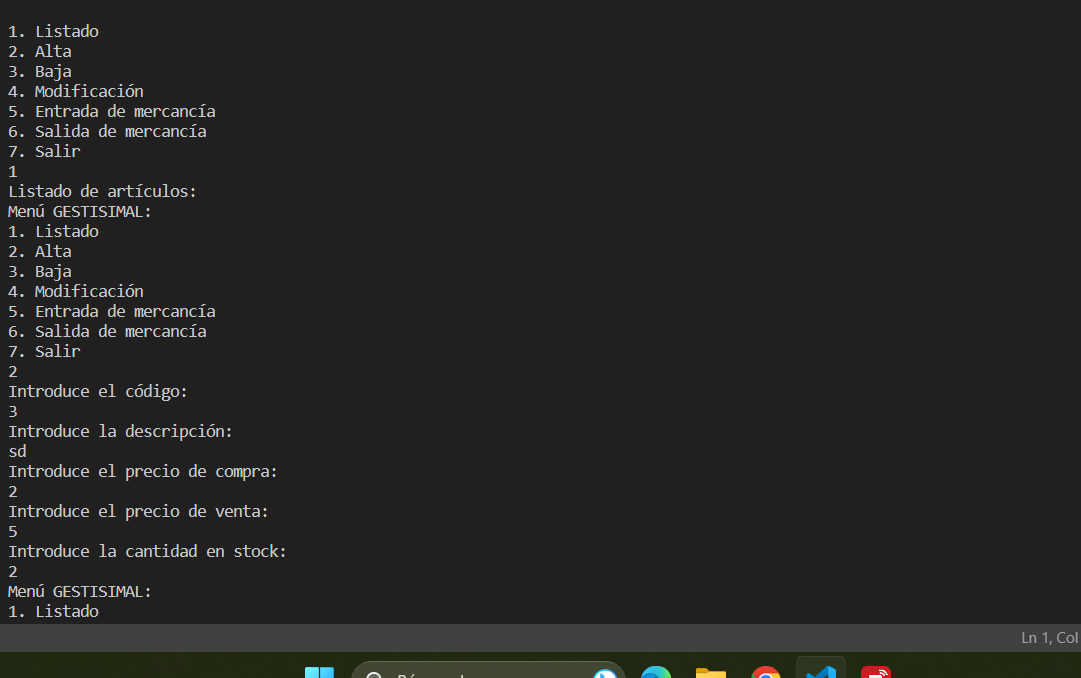 1. Listado
2. Alta
3. Baja
4. Modificación
5. Entrada de mercancía
6. Salida de mercancía
7. Salir
1
Listado de artículos:
Menú GESTISIMAL:
1. Listado
2. Alta
3. Baja
4. Modificación
5. Entrada de mercancía
6. Salida de mercancía
7. Salir
2
Introduce el código:
3
Introduce la descripción:
sd
Introduce el precio de compra:
2
Introduce el precio de venta:
5
Introduce la cantidad en stock:
2
Menú GESTISIMAL:
1. Listado
Ln 1, Col